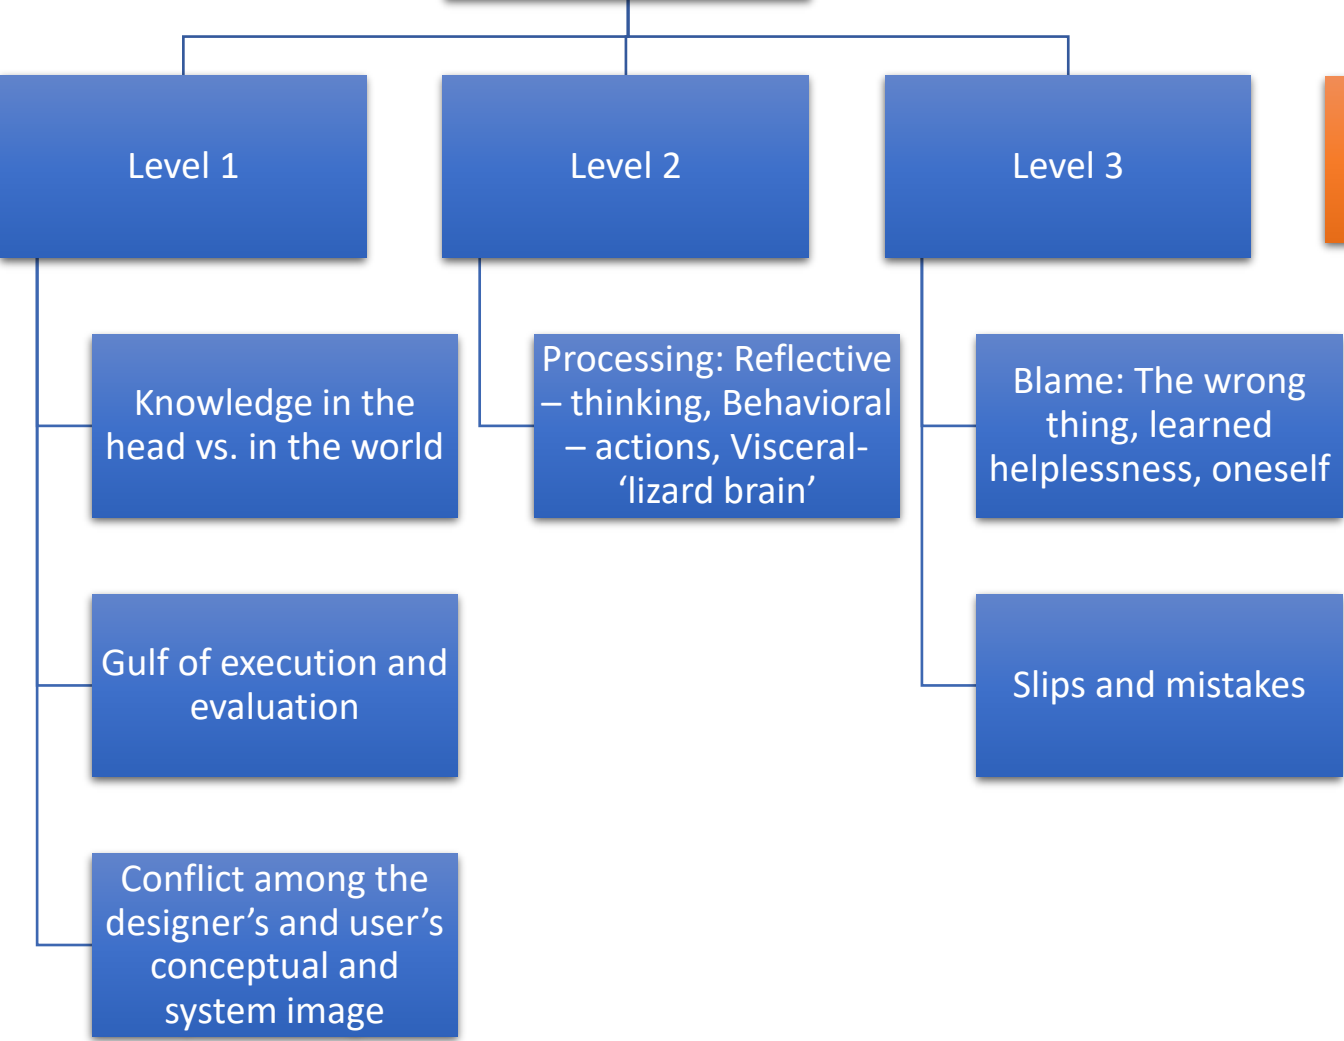 Level 1
Level 2
Level 3
Knowledge in the
head vs. in the world
Processing: Reflective
– thinking, Behavioral
– actions, Visceral-
‘lizard brain’
Blame: The wrong
thing, learned
helplessness, oneself
Gulf of execution and
evaluation
Slips and mistakes
Conflict among the
designer’s and user’s
conceptual and
system image